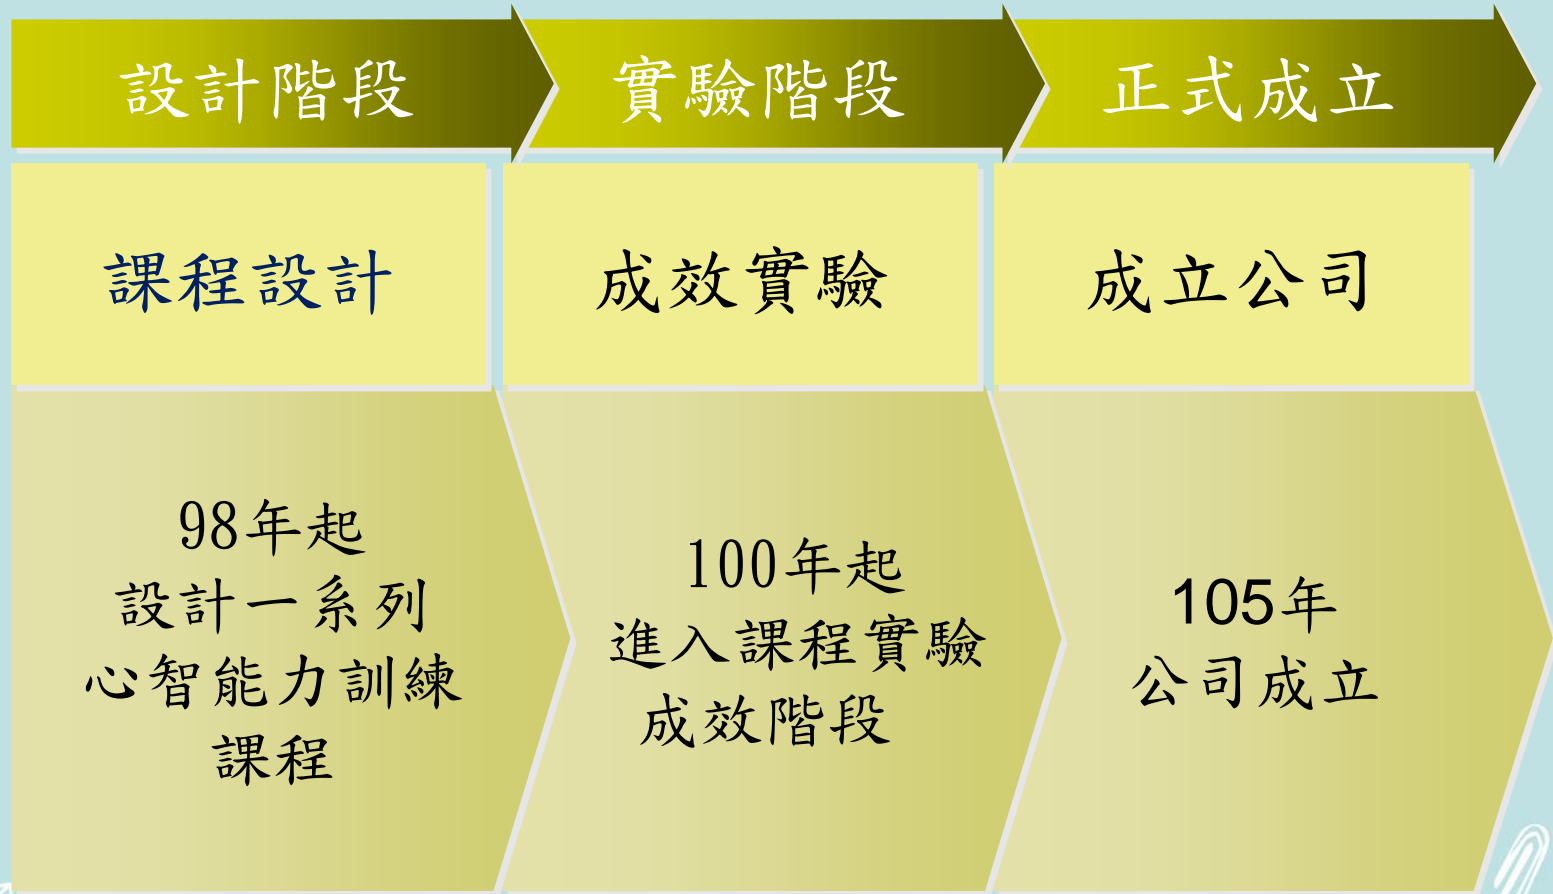 設計階段
實驗階段
正式成立
課程設計
成效實驗
成立公司
98年起
設計一系列
心智能力訓練
課程
100年起
進入課程實驗
成效階段
105年
公司成立